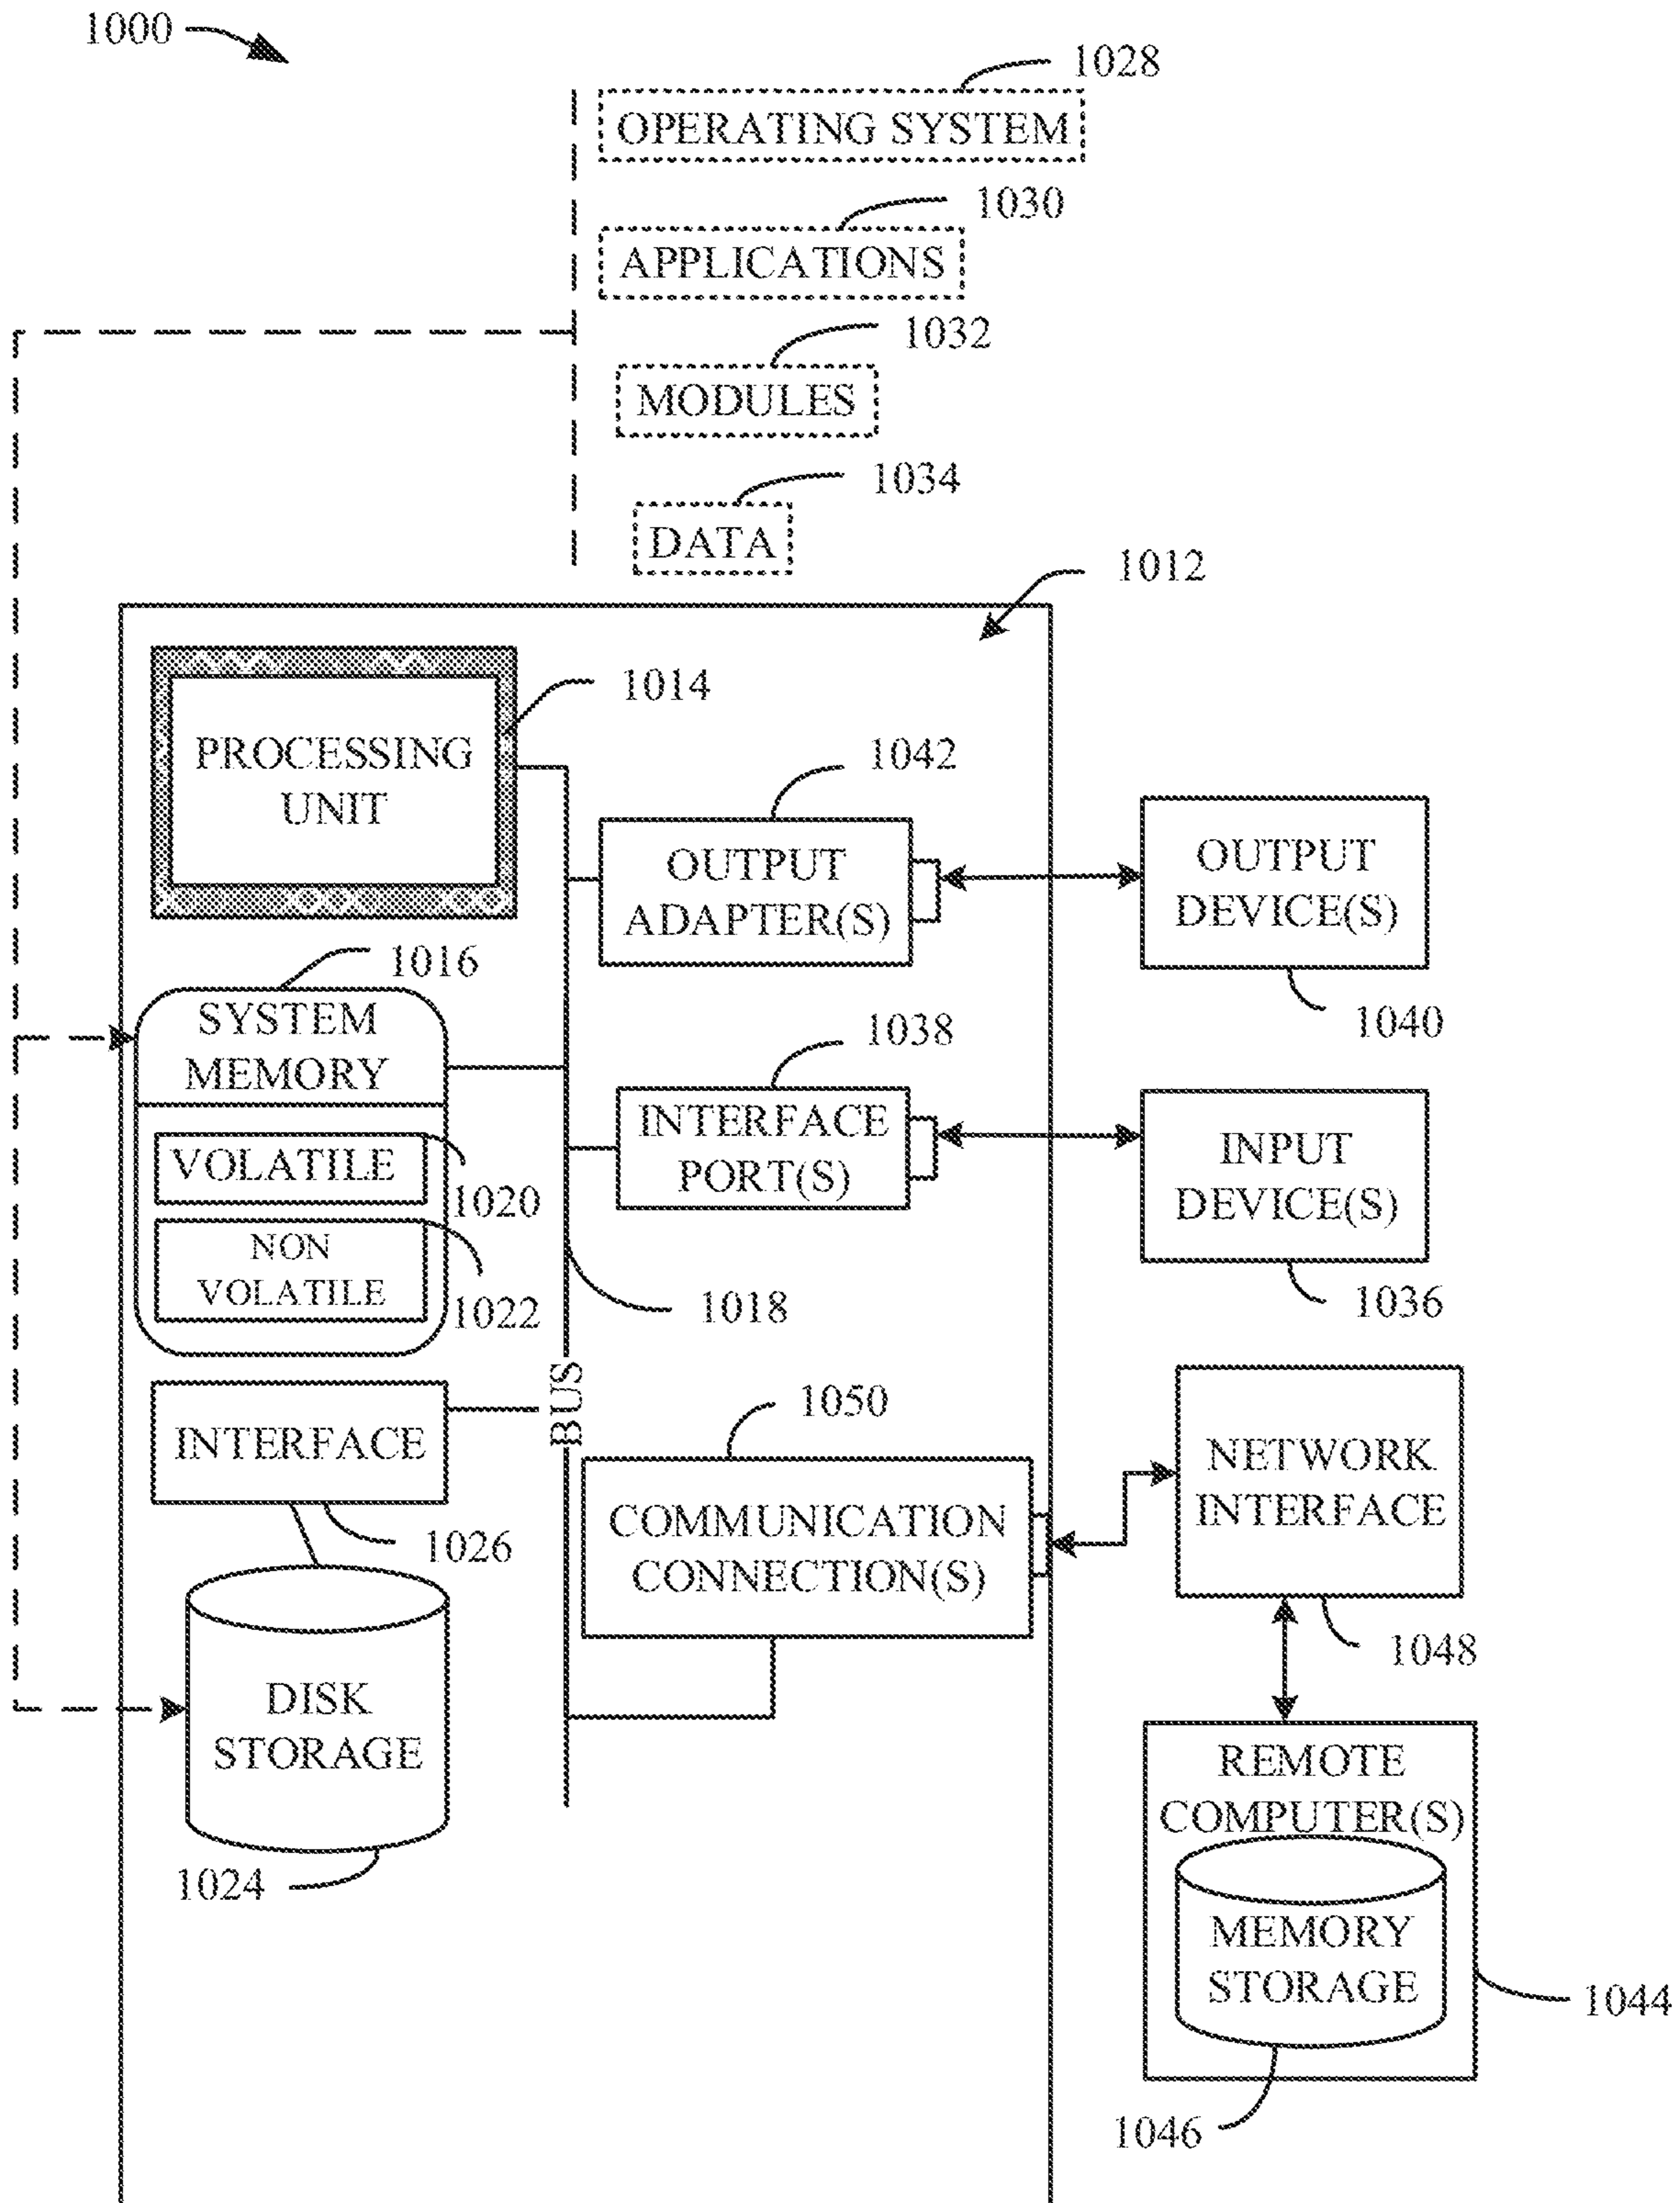 1000
1028
OPERATING SYSTEM
1030
APPLICATIONS
1032
MODULES
1034
DATA
1012
PROCESSING
UNIT
1014
1042
OUTPUT
ADAPTER(S)
OUTPUT
DEVICE(S)
1040
1016
SYSTEM
MEMORY
VOLATILE
1020
NON
VOLATILE
1022
1038
INTERFACE
PORT(S)
INPUT
DEVICE(S)
1036
1018
BUS
INTERFACE
1026
1050
COMMUNICATION
CONNECTION(S)
NETWORK
INTERFACE
1048
DISK
STORAGE
1024
REMOTE
COMPUTER(S)
MEMORY
STORAGE
1044
1046